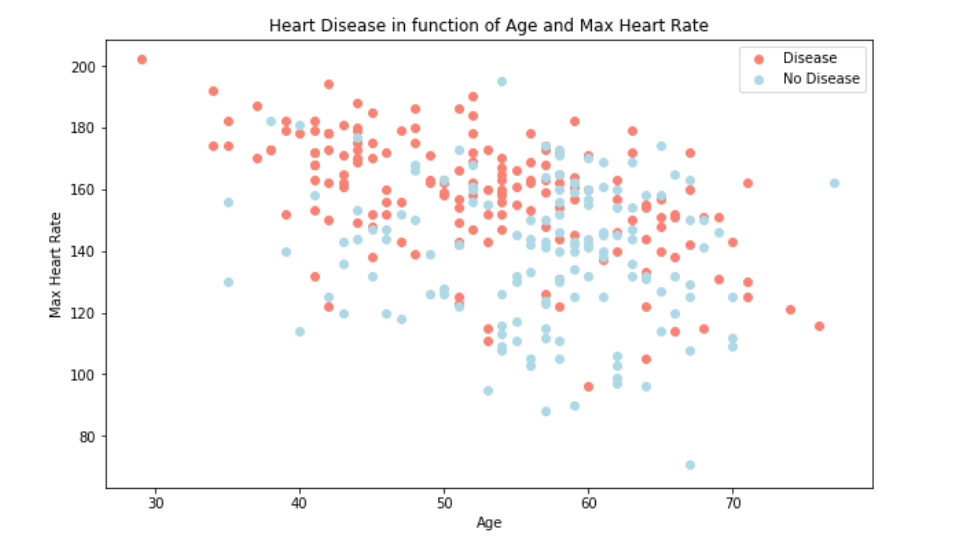 Heart Disease in function of Age and Max Heart Rate
Disease
No Disease
200
180
160
140
120
100
80
Max Heart Rate
30 40 50 60 70
Age